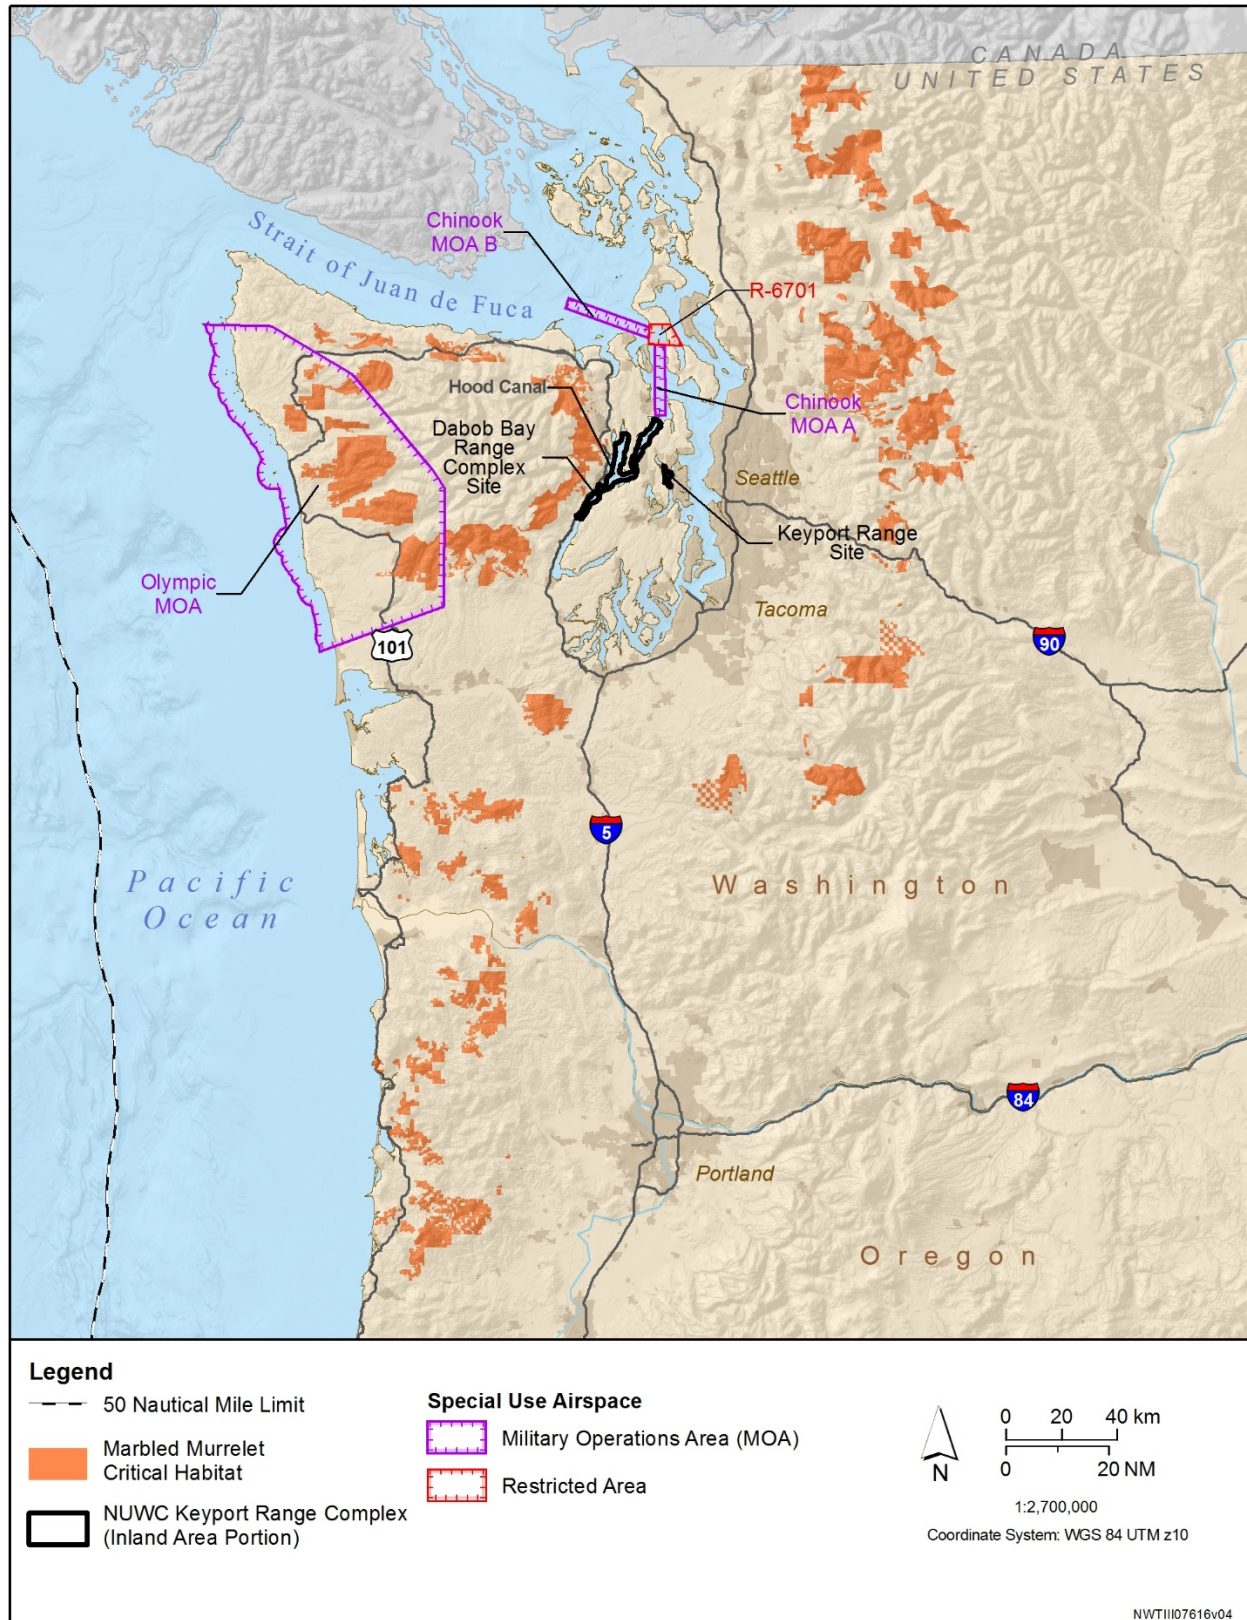 CANADA
UNITED STATES
Strait of Juan de Fuca
Chinook
MOA B
R-6701
Hood Canal
Dabob Bay
Range
Complex
Site
Chinook
MOA A
Seattle
Keyport Range
Site
Olympic
MOA
Tacoma
101
90
5
Pacific
Ocean
Washington
84
Portland
Oregon
Legend
50 Nautical Mile Limit
Marbled Murrelet
Critical Habitat
NUWC Keyport Range Complex
(Inland Area Portion)
Special Use Airspace
Military Operations Area (MOA)
Restricted Area
N
0 20 40 km
0 20 NM
1:2,700,000
Coordinate System: WGS 84 UTM z10
NWTIII07616v04